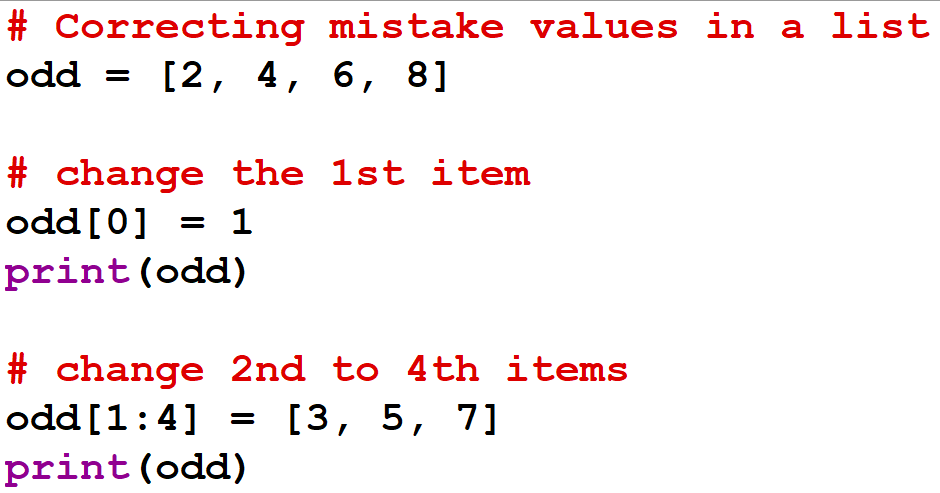 # Correcting mistake values in a list
odd = [2, 4, 6, 8]
# change the 1st item
odd[0] = 1
print(odd)
# change 2nd to 4th items
odd[1:4] = [3, 5, 7]
print(odd)